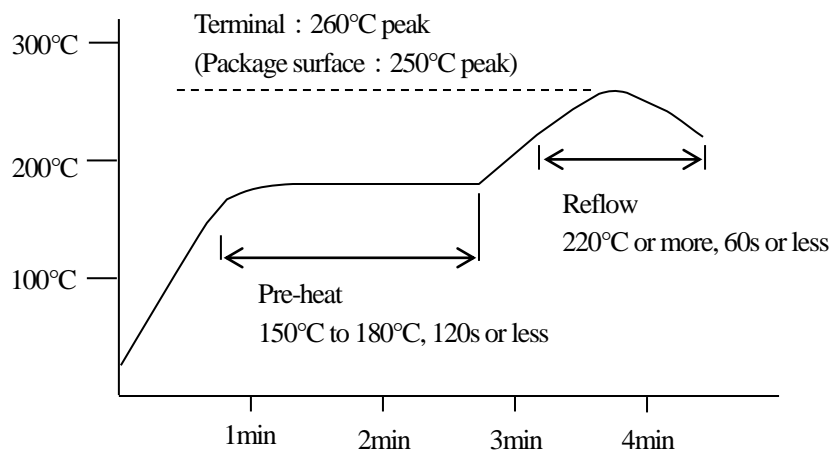 Terminal：260°C peak
(Package surface：250°C peak)
300°C
200°C
100°C
Reflow
220°C or more, 60s or less
Pre-heat
150°C to 180°C, 120s or less
1min
2min
3min
4min